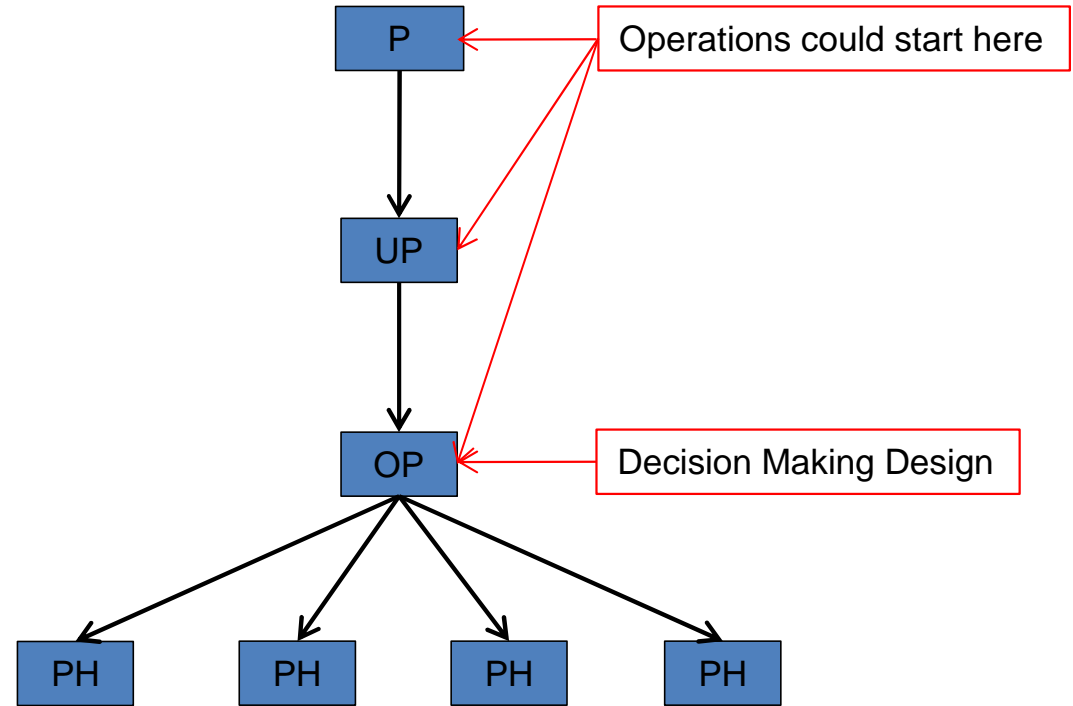 P
Operations could start here
UP
OP
Decision Making Design
PH
PH
PH
PH